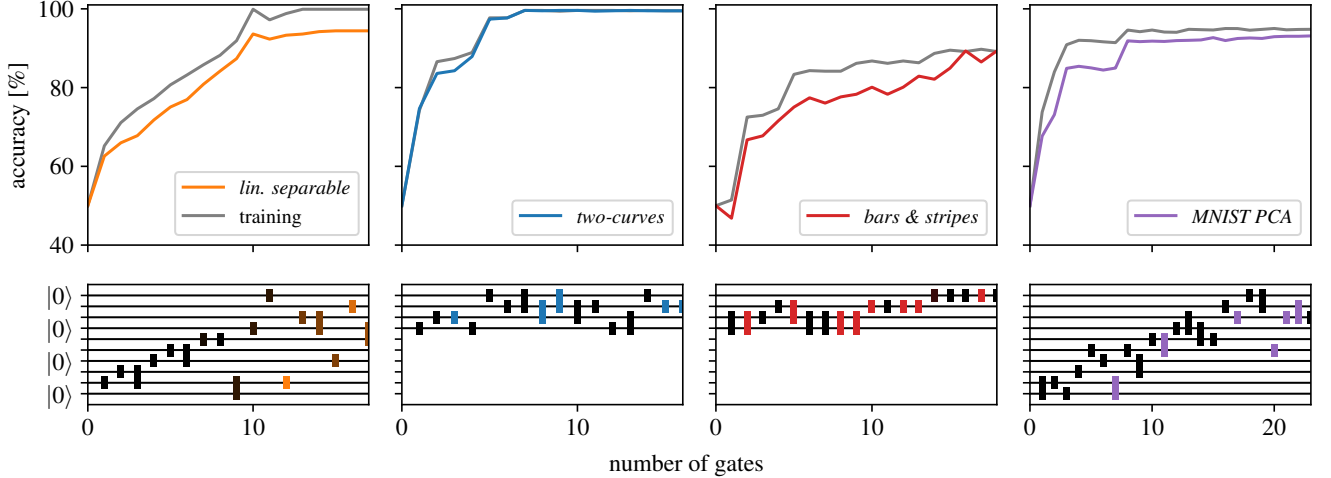 100
80
60
40
accuracy [%]
lin. separable
training
two-curves
bars & stripes
MNIST PCA
|0⟩
|0⟩
|0⟩
|0⟩
0
10
0
10
0
10
0
10
20
number of gates